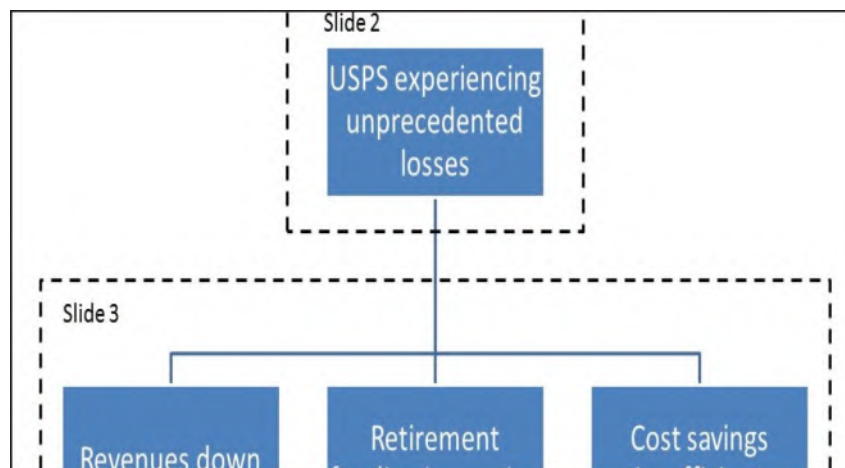 Slide 2
USPS experiencing
unprecedented
losses
Slide 3
Revenues down
Retirement
Cost savings